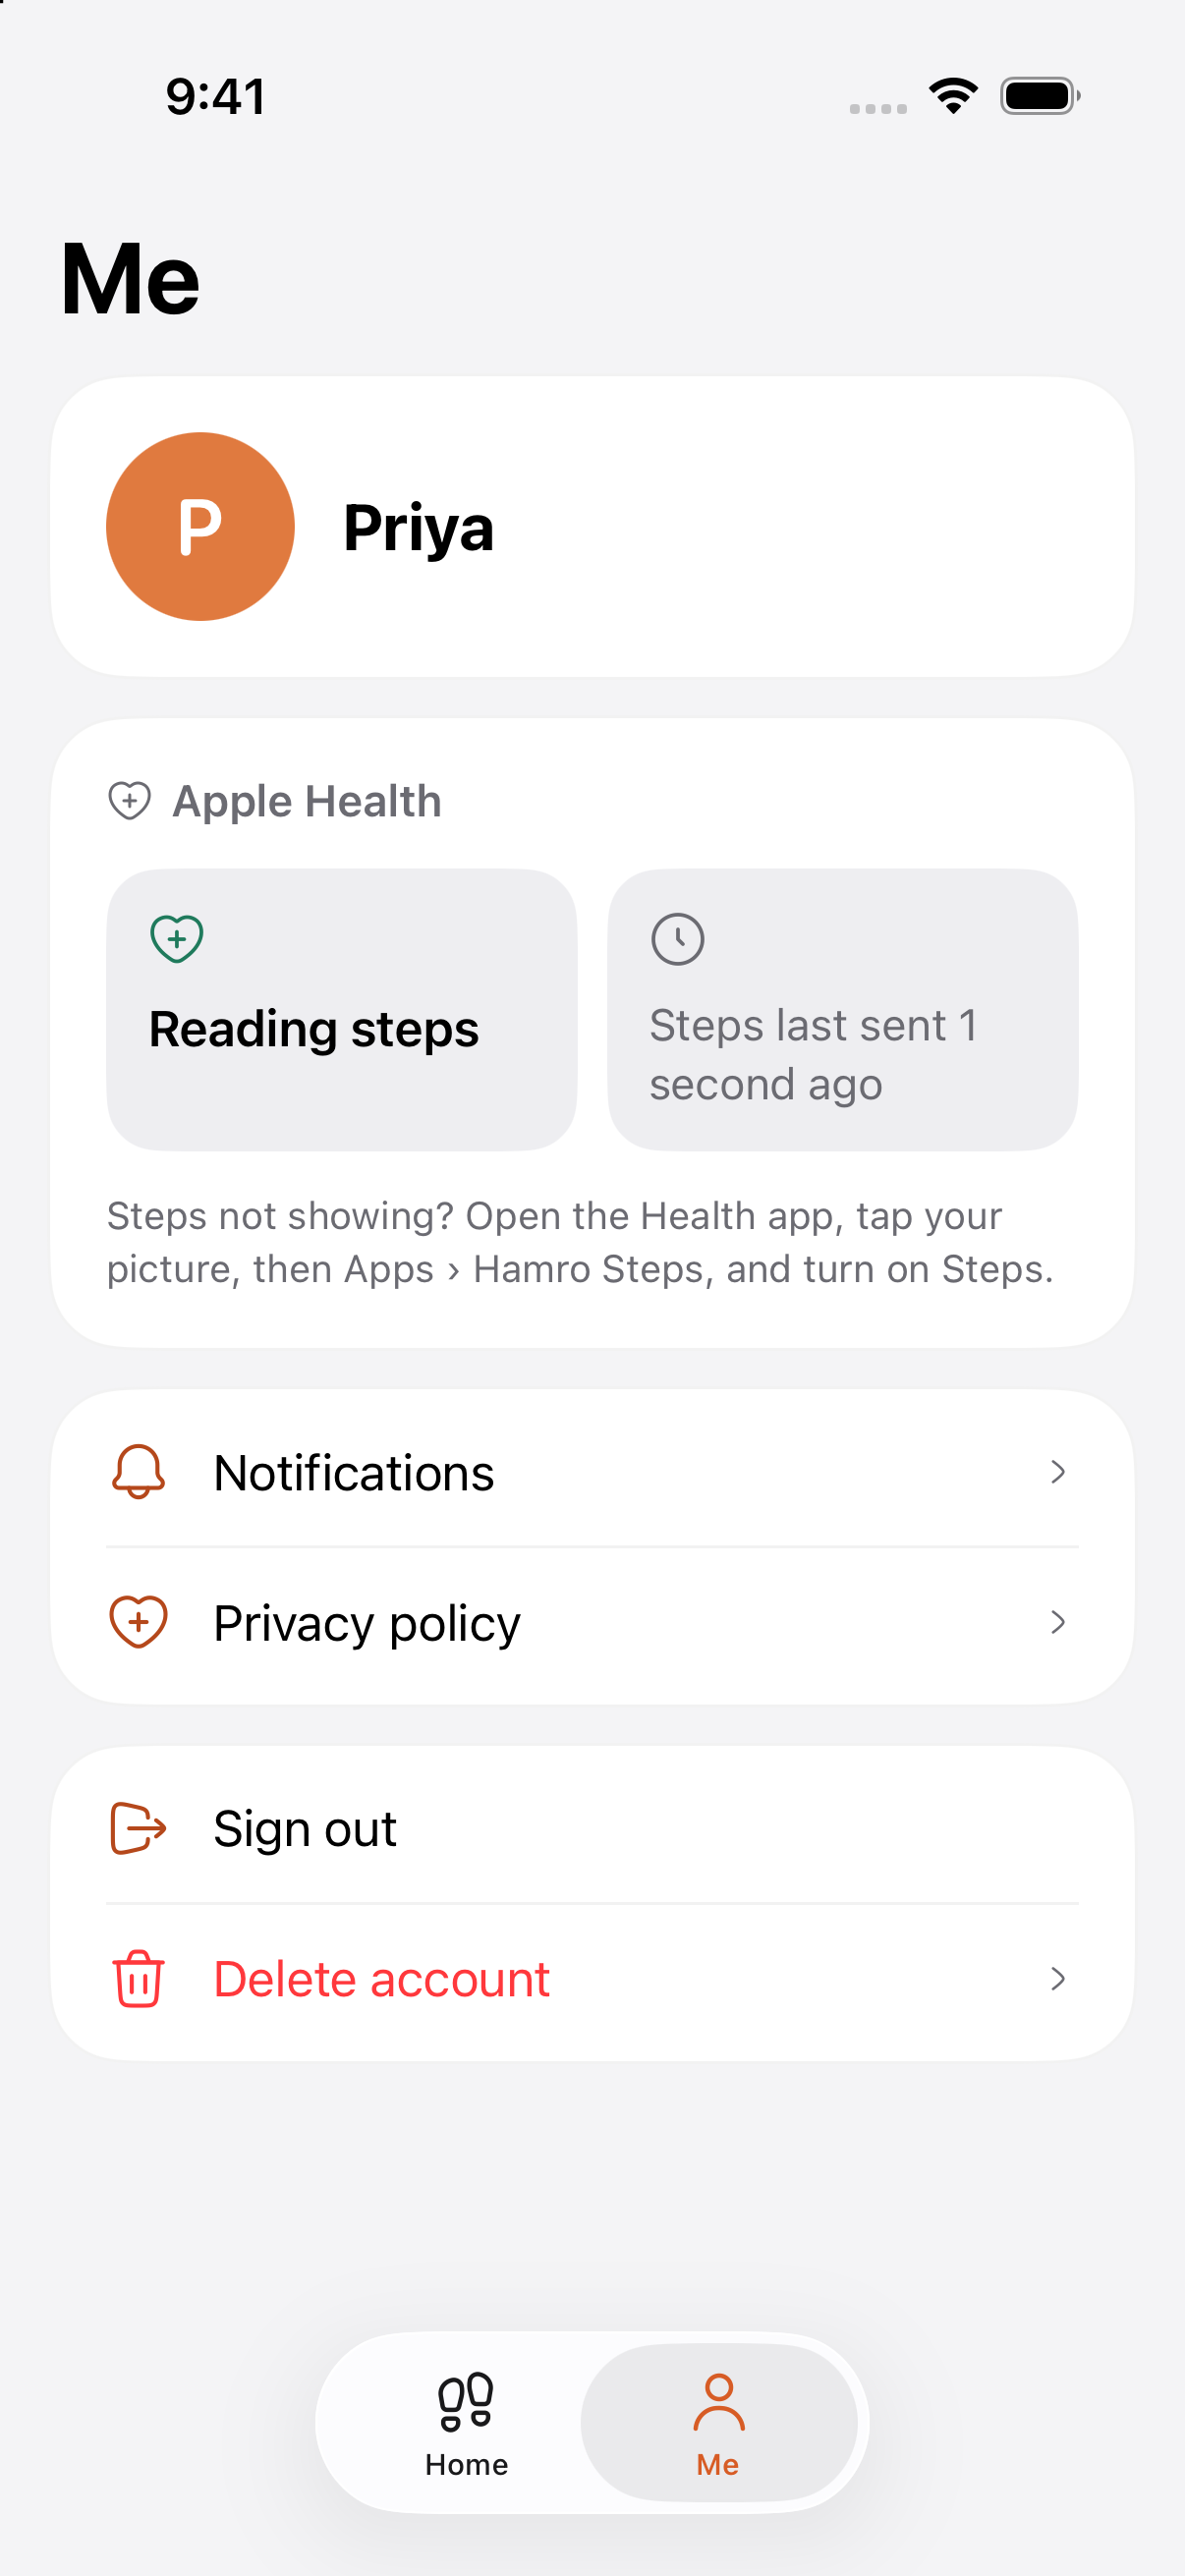 9:41
Me
P
Priya
Apple Health
Reading steps
Steps last sent 1
second ago
Steps not showing? Open the Health app, tap your
picture, then Apps › Hamro Steps, and turn on Steps.
Notifications
Privacy policy
Sign out
Delete account
Home
Me